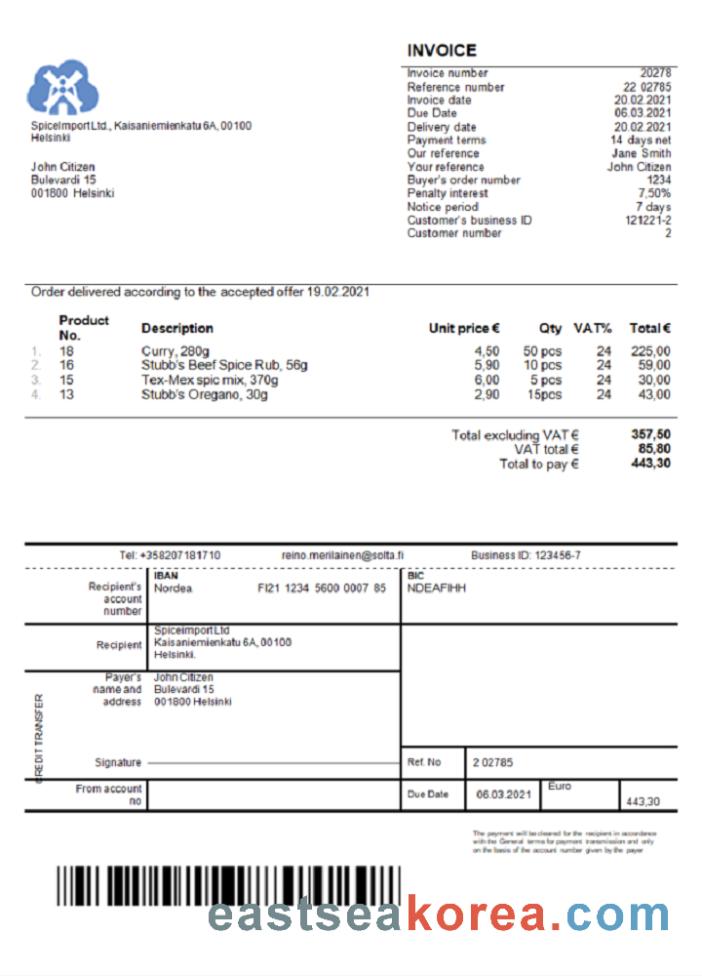 INVOICE
Invoice number 20278
Reference number 22 02785
Invoice date 20.02.2021
Due Date 06.03.2021
Delivery date 20.02.2021
Payment terms 14 days net
Our reference Jane Smith
Your reference John Citizen
Buyer's order number 1234
Penalty interest 7,50%
Notice period 7 days
Customer's business ID 121221-2
Customer number 2
SpiceImport Ltd., Kaisaniemienkatu 6A, 00100
Helsinki
John Citizen
Bulevardi 15
001800 Helsinki
Order delivered according to the accepted offer 19.02.2021
Product No. Description Unit price € Qty VAT% Total €
1. 18 Curry, 280g 4,50 50 pcs 24 225,00
2. 16 Stubb's Beef Spice Rub, 56g 5,90 10 pcs 24 59,00
3. 15 Tex-Mex spic mix, 370g 6,00 5 pcs 24 30,00
4. 13 Stubb's Oregano, 30g 2,90 15pcs 24 43,00
Total excluding VAT € 357,50
VAT total € 85,80
Total to pay € 443,30
Tel: +358207181710 reino.merilainen@solta.fi Business ID: 123456-7
Recipient's account number
IBAN
Nordea FI21 1234 5600 0007 85
BIC
NDEAFIHH
Recipient
SpiceimportLtd
Kaisaniemienkatu 6A, 00100
Helsinki.
Payer's name and address
John Citizen
Bulevardi 15
001800 Helsinki
CREDIT TRANSFER
Signature
Ref. No 2 02785
From account no
Due Date 06.03.2021 Euro 443,30
The payment will be cleared for the recipient in accordance
with the General terms for payment transmission and only
on the basis of the account number given by the payer
eastseakorea.com